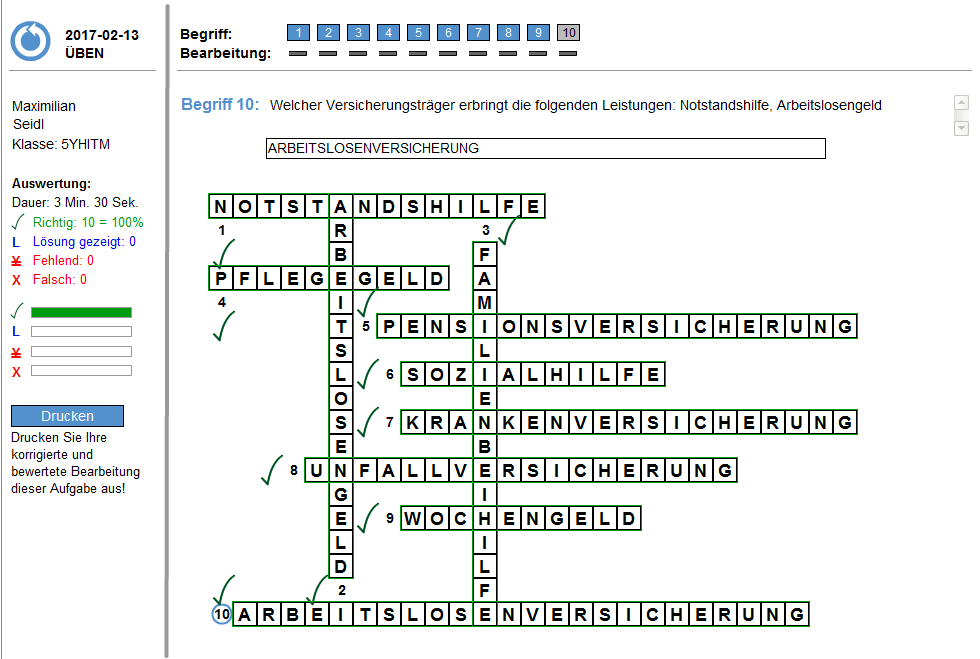 2017-02-13
ÜBEN
Begriff: 1 2 3 4 5 6 7 8 9 10
Bearbeitung:
Maximilian
Seidl
Klasse: 5YHITM
Auswertung:
Dauer: 3 Min. 30 Sek.
Richtig: 10 = 100%
L Lösung gezeigt: 0
X Fehlend: 0
X Falsch: 0
L
X
X
Drucken
Drucken Sie Ihre
korrigierte und
bewertete Bearbeitung
dieser Aufgabe aus!
Begriff 10: Welcher Versicherungsträger erbringt die folgenden Leistungen: Notstandshilfe, Arbeitslosengeld
ARBEITSLOSENVERSICHERUNG
1 NOTSTANDSHILFE
2 ARBEITSLOSENGELD
3 FAMILIENBEIHILFE
4 PFLEGEGELD
5 PENSIONSVERSICHERUNG
6 SOZIALHILFE
7 KRANKENVERSICHERUNG
8 UNFALLVERSICHERUNG
9 WOCHENGELD
10 ARBEITSLOSENVERSICHERUNG